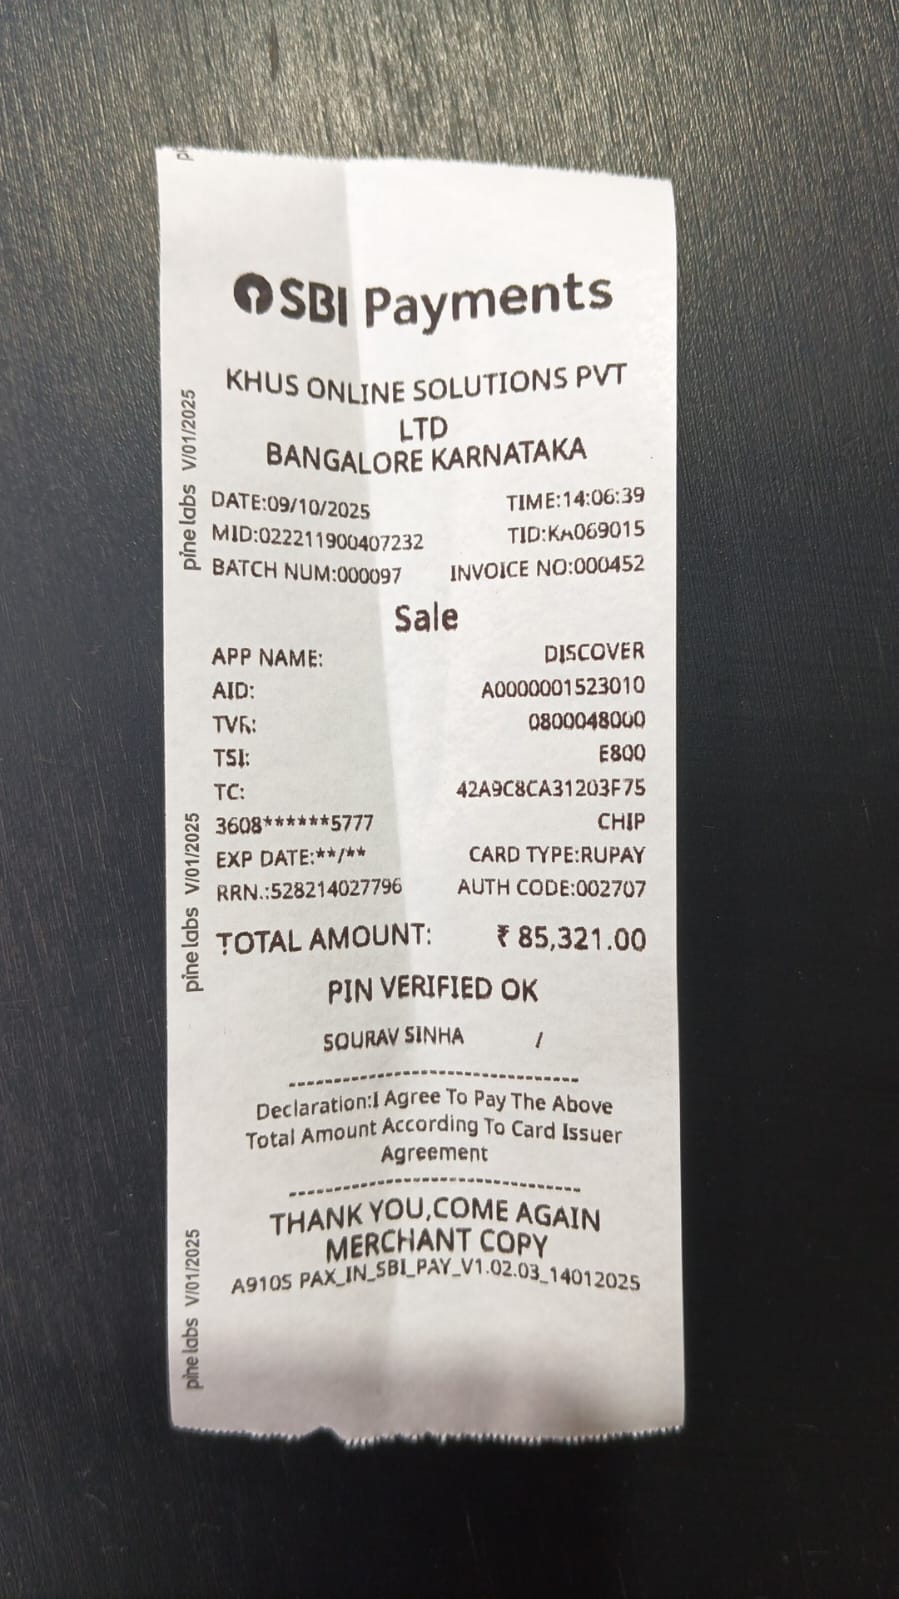 SBI Payments
KHUS ONLINE SOLUTIONS PVT
LTD
BANGALORE KARNATAKA
DATE:09/10/2025 TIME:14:06:39
MID:022211900407232 TID:KA069015
BATCH NUM:000097 INVOICE NO:000452
Sale
APP NAME: DISCOVER
AID: A0000001523010
TVR: 0800048000
TSI: E800
TC: 42A9C8CA31203F75
3608******5777 CHIP
EXP DATE:**/** CARD TYPE:RUPAY
RRN.:528214027796 AUTH CODE:002707
TOTAL AMOUNT: ₹ 85,321.00
PIN VERIFIED OK
SOURAV SINHA /
Declaration:I Agree To Pay The Above
Total Amount According To Card Issuer
Agreement
THANK YOU,COME AGAIN
MERCHANT COPY
A910S PAX_IN_SBI_PAY_V1.02.03_14012025
pine labs V/01/2025
pine labs V/01/2025
pine labs V/01/2025